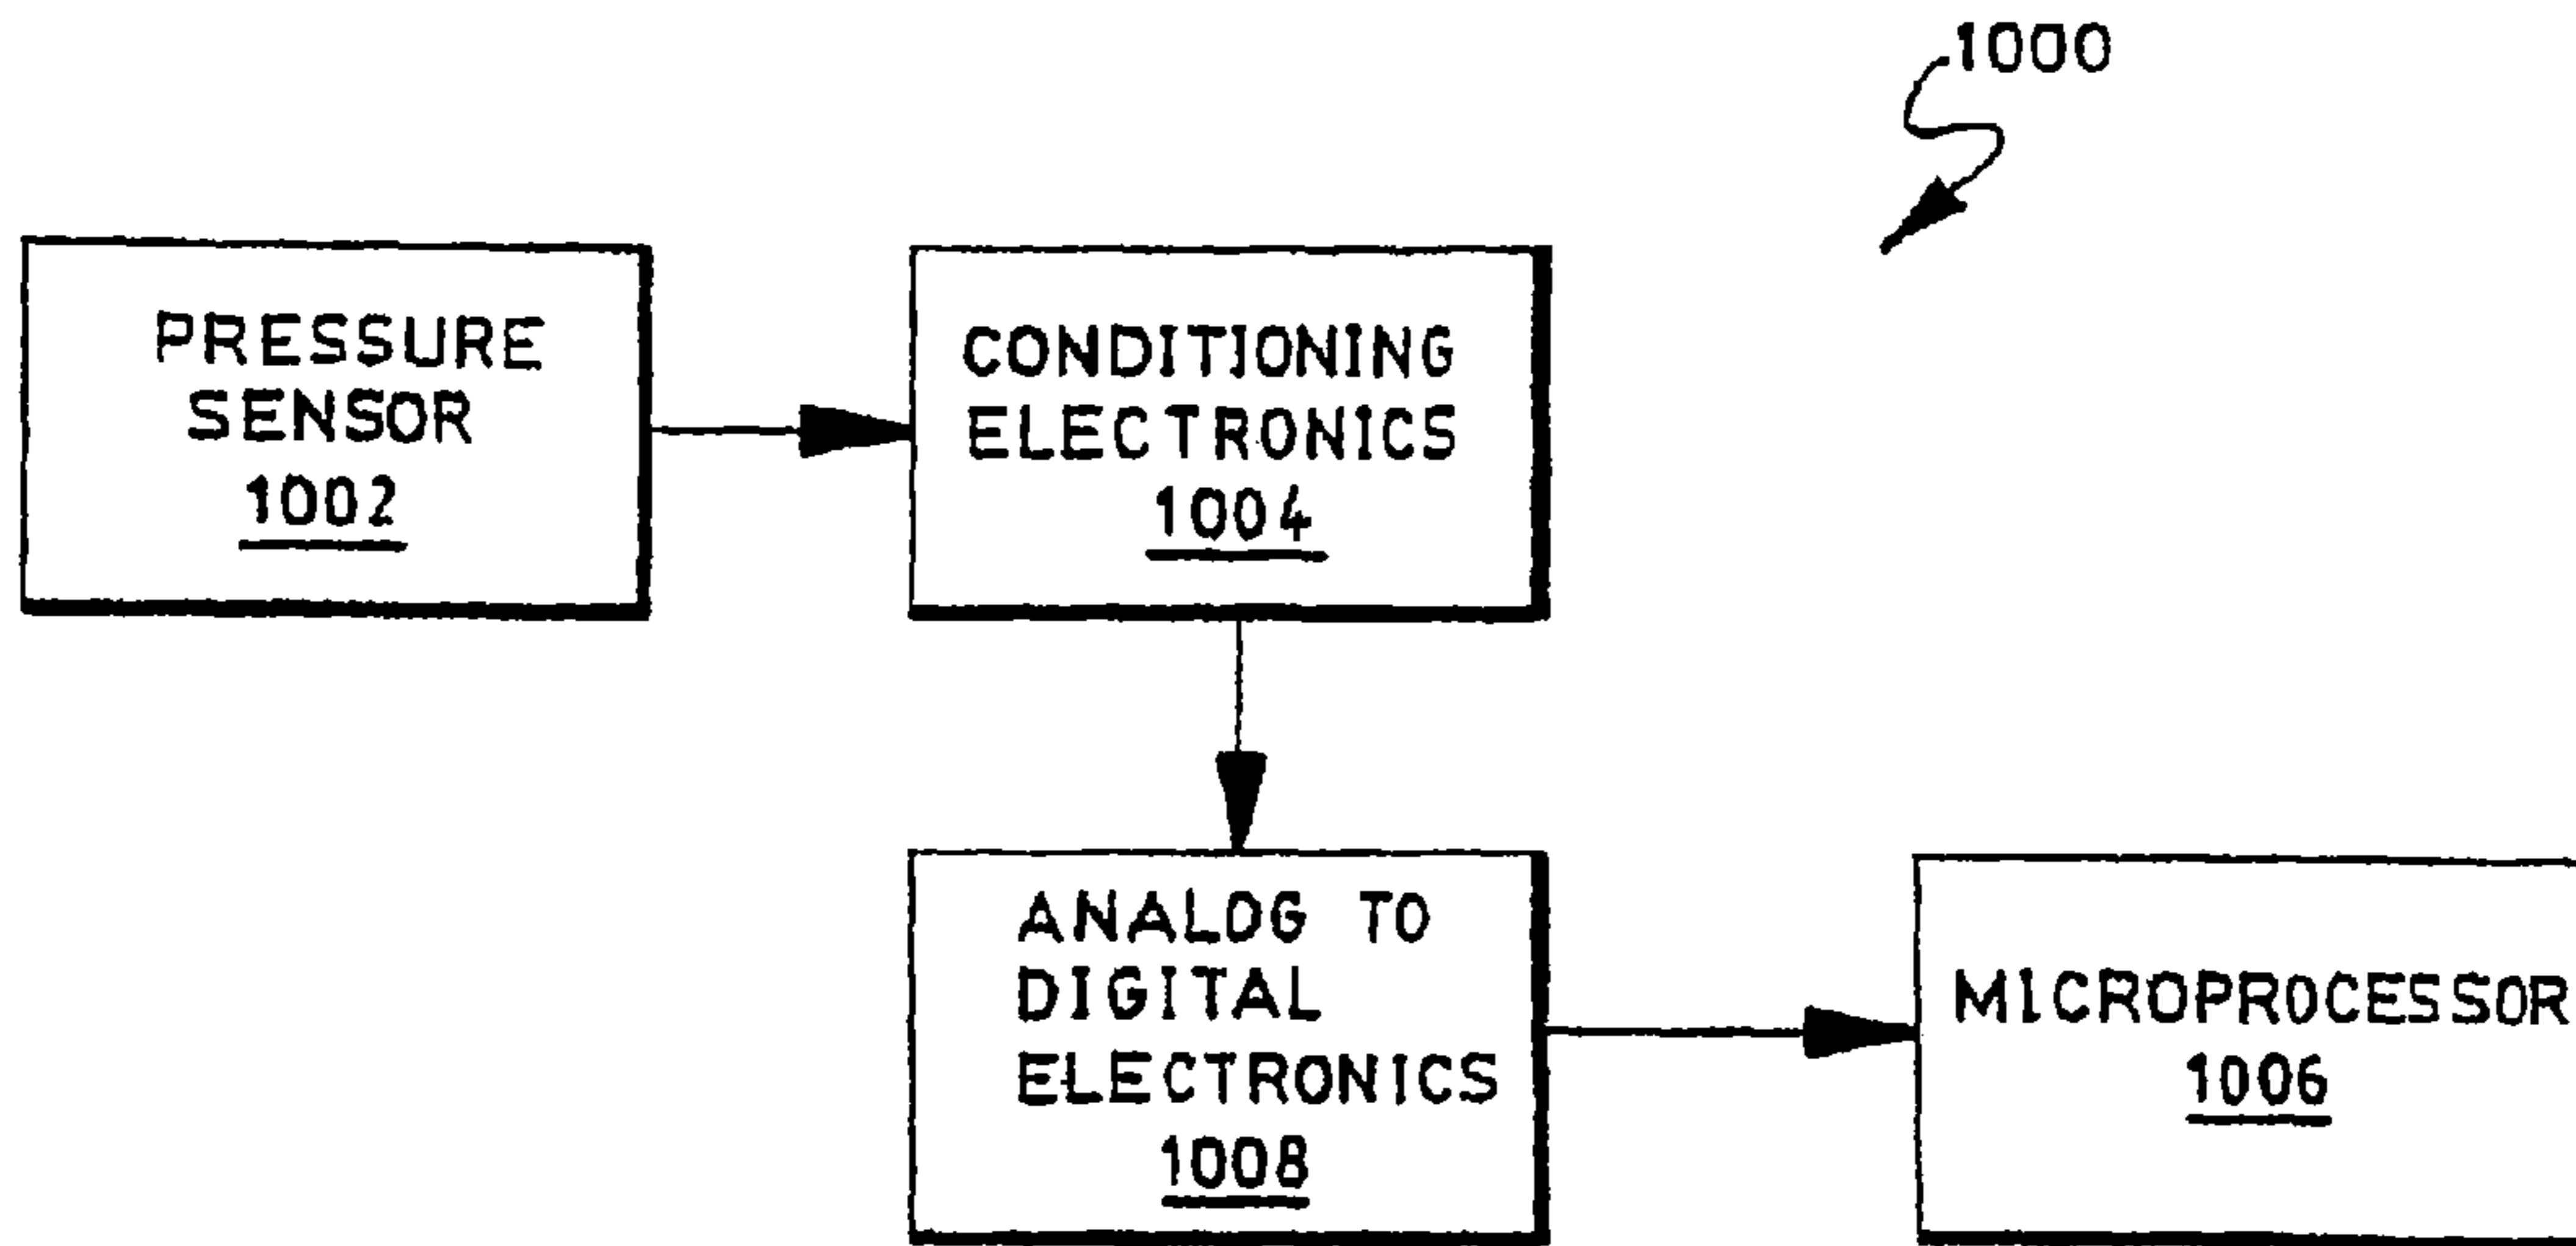 1000
PRESSURE
SENSOR
1002
CONDITIONING
ELECTRONICS
1004
ANALOG TO
DIGITAL
ELECTRONICS
1008
MICROPROCESSOR
1006